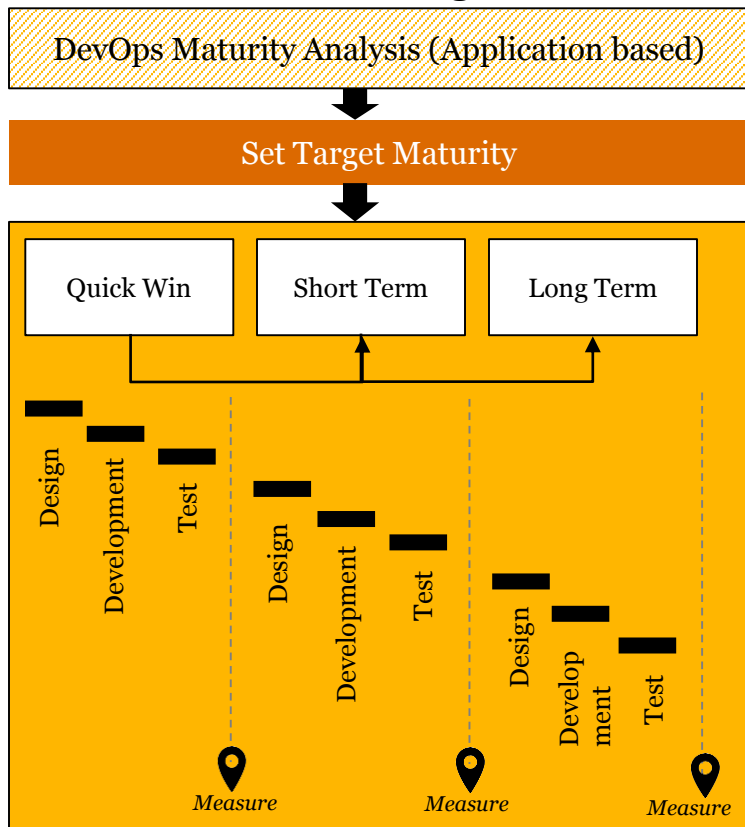 DevOps Maturity Analysis (Application based)
Set Target Maturity
Quick Win
Short Term
Long Term
Design
Development
Test
Measure
Design
Development
Test
Measure
Design
Develop
ment
Test
Measure